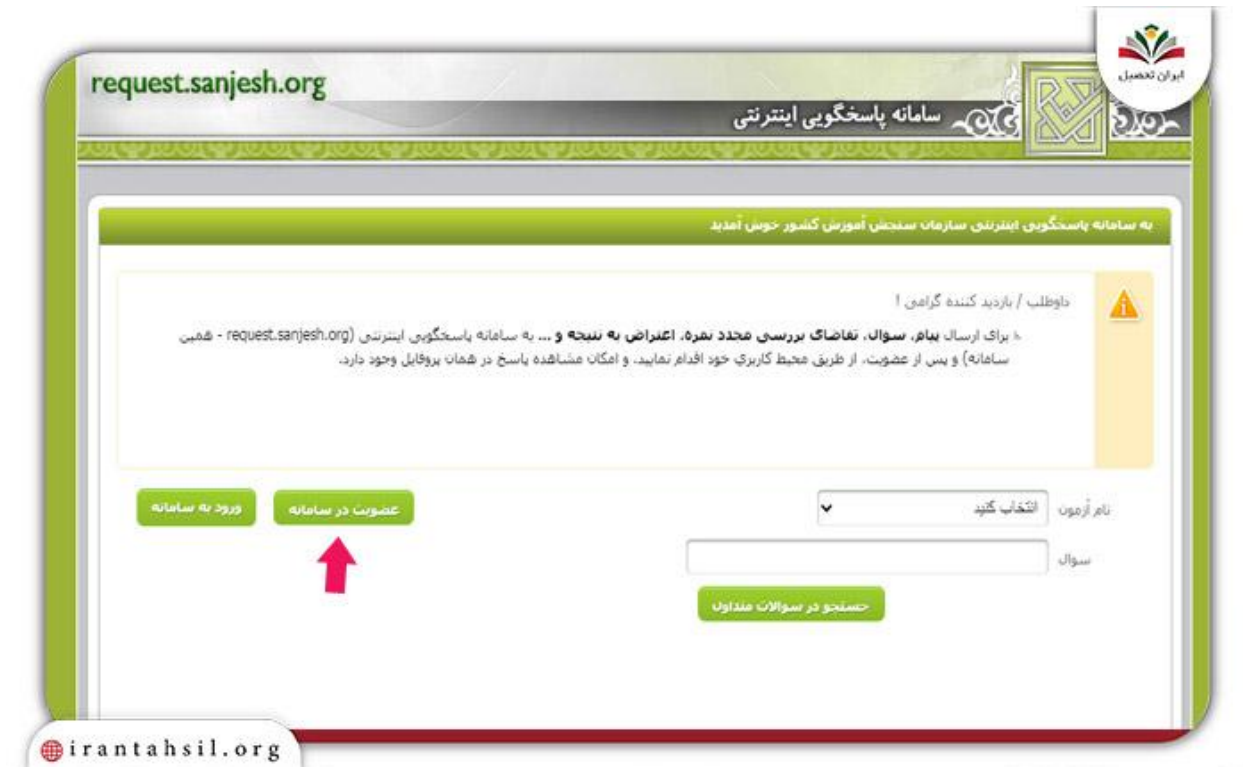 ایران تحصیل
request.sanjesh.org
سامانه پاسخگویی اینترنتی
به سامانه پاسخگویی اینترنتی سازمان سنجش آموزش کشور خوش آمدید
داوطلب / بازدید کننده گرامی !
برای ارسال پیام، سوال، تقاضای بررسی مجدد نمره، اعتراض به نتیجه و ... به سامانه پاسخگویی اینترنتی (request.sanjesh.org - همین
سامانه) و پس از عضویت، از طریق محیط کاربری خود اقدام نمایید. و امکان مشاهده پاسخ در همان پروفایل وجود دارد.
نام آزمون انتخاب کنید عضویت در سامانه ورود به سامانه
سوال
جستجو در سوالات متداول
irantahsil.org